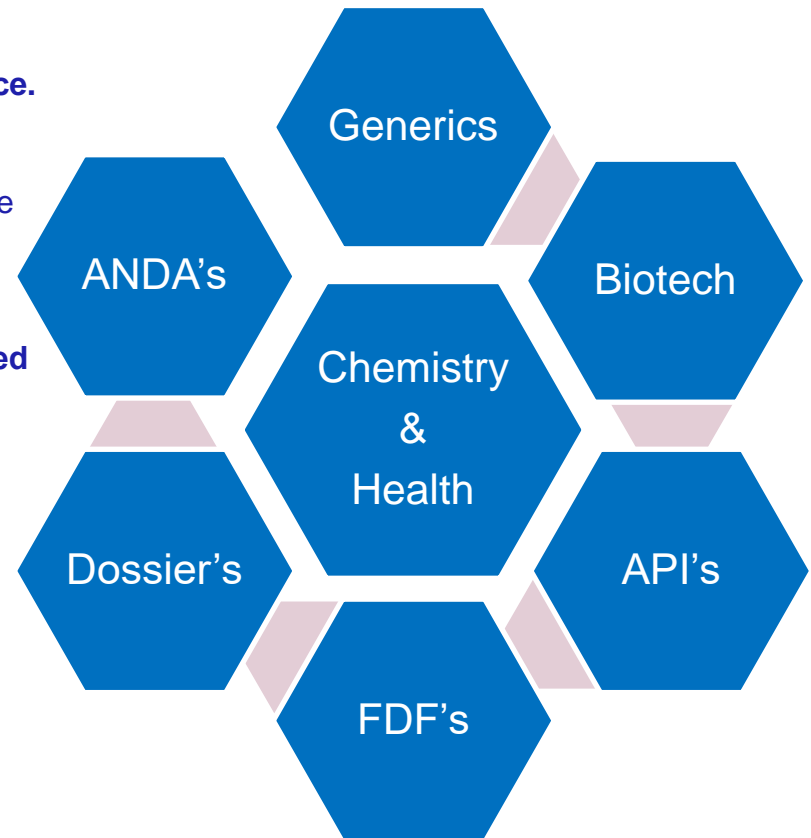 ce.
e
ed
Generics
ANDA’s
Biotech
Chemistry
&
Health
Dossier’s
API’s
FDF’s